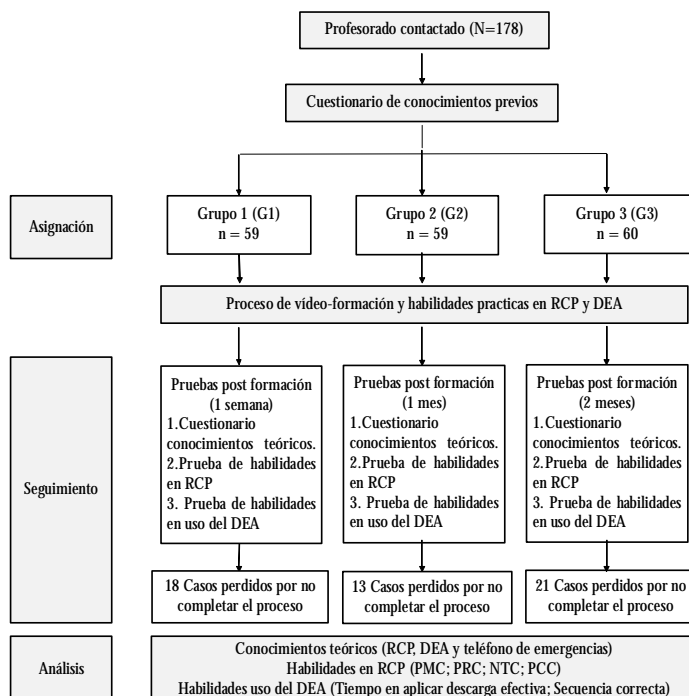 Profesorado contactado (N=178)
Cuestionario de conocimientos previos
Asignación
Grupo 1 (G1)
n = 59
Grupo 2 (G2)
n = 59
Grupo 3 (G3)
n = 60
Proceso de vídeo-formación y habilidades practicas en RCP y DEA
Seguimiento
Pruebas post formación
(1 semana)
1.Cuestionario
conocimientos teóricos.
2.Prueba de habilidades
en RCP
3. Prueba de habilidades
en uso del DEA
Pruebas post formación
(1 mes)
1.Cuestionario
conocimientos teóricos.
2.Prueba de habilidades
en RCP
3. Prueba de habilidades
en uso del DEA
Pruebas post formación
(2 meses)
1.Cuestionario
conocimientos teóricos.
2.Prueba de habilidades
en RCP
3. Prueba de habilidades
en uso del DEA
18 Casos perdidos por no
completar el proceso
13 Casos perdidos por no
completar el proceso
21 Casos perdidos por no
completar el proceso
Análisis
Conocimientos teóricos (RCP, DEA y teléfono de emergencias)
Habilidades en RCP (PMC; PRC; NTC; PCC)
Habilidades uso del DEA (Tiempo en aplicar descarga efectiva; Secuencia correcta)